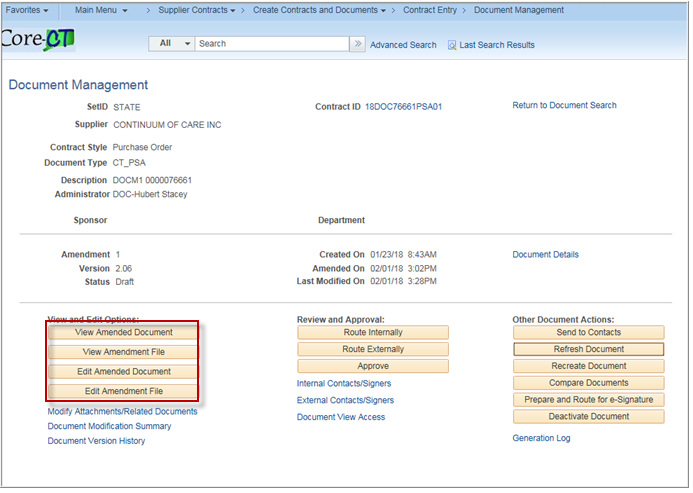 Favorites Main Menu > Supplier Contracts > Create Contracts and Documents > Contract Entry > Document Management
Core-CT
All Search >> Advanced Search Last Search Results
Document Management
SetID STATE Contract ID 18DOC76661PSA01 Return to Document Search
Supplier CONTINUUM OF CARE INC
Contract Style Purchase Order
Document Type CT_PSA
Description DOCM1 0000076661
Administrator DOC-Hubert Stacey
Sponsor Department
Amendment 1 Created On 01/23/18 8:43AM Document Details
Version 2.06 Amended On 02/01/18 3:02PM
Status Draft Last Modified On 02/01/18 3:28PM
View and Edit Options: Review and Approval: Other Document Actions:
View Amended Document Route Internally Send to Contacts
View Amendment File Route Externally Refresh Document
Edit Amended Document Approve Recreate Document
Edit Amendment File Internal Contacts/Signers Compare Documents
Modify Attachments/Related Documents External Contacts/Signers Prepare and Route for e-Signature
Document Modification Summary Document View Access Deactivate Document
Document Version History Generation Log